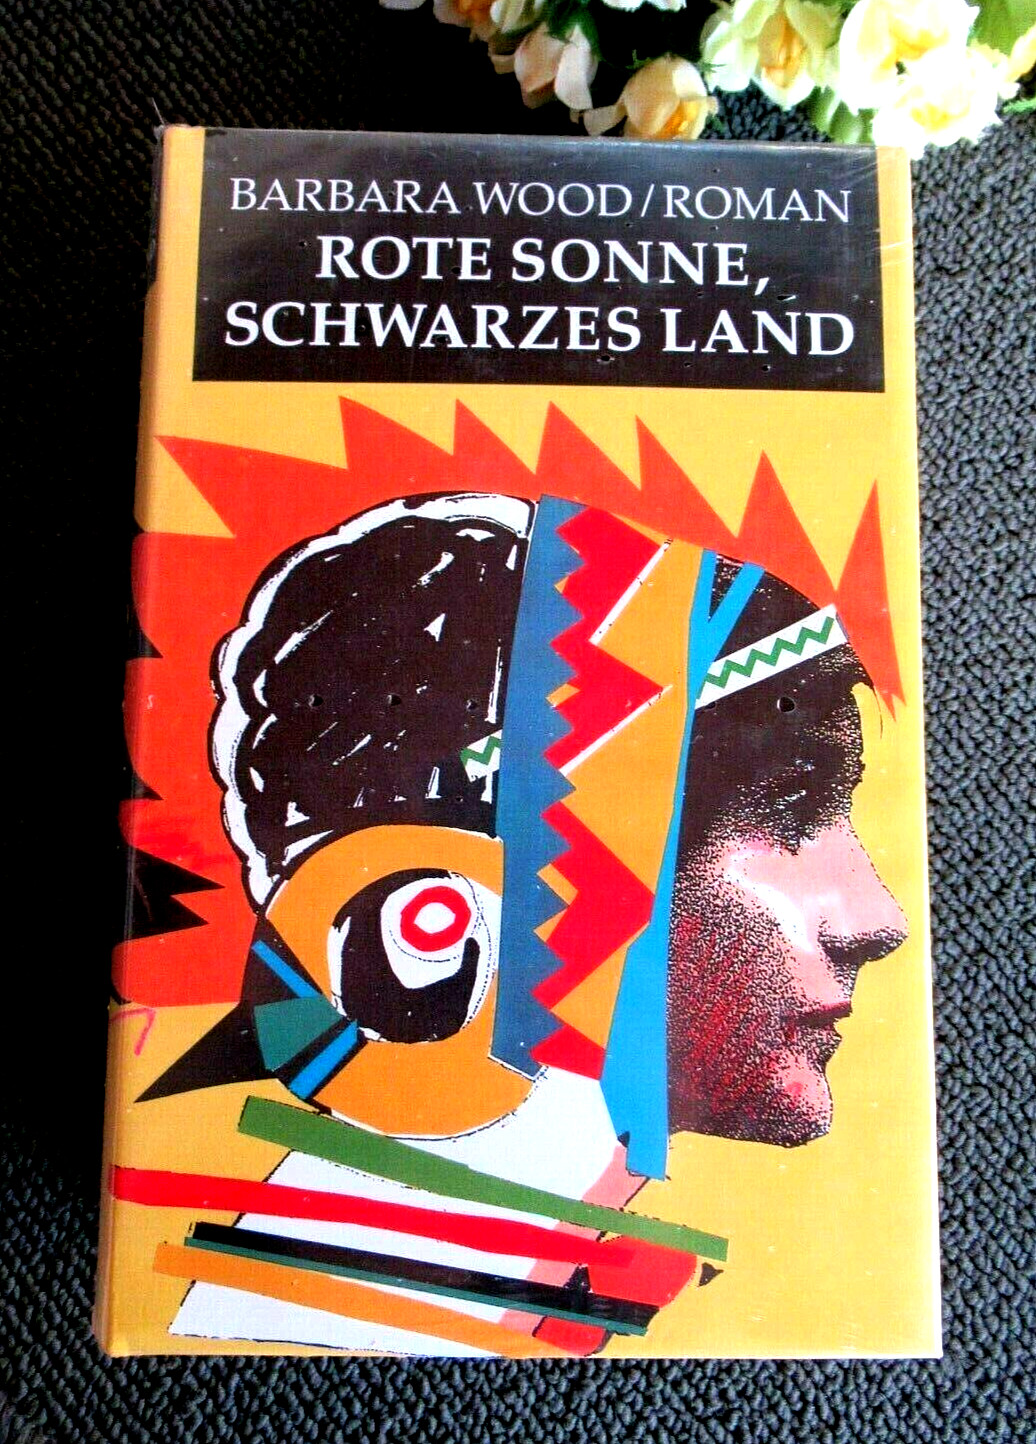 BARBARA WOOD/ROMAN
ROTE SONNE,
SCHWARZES LAND